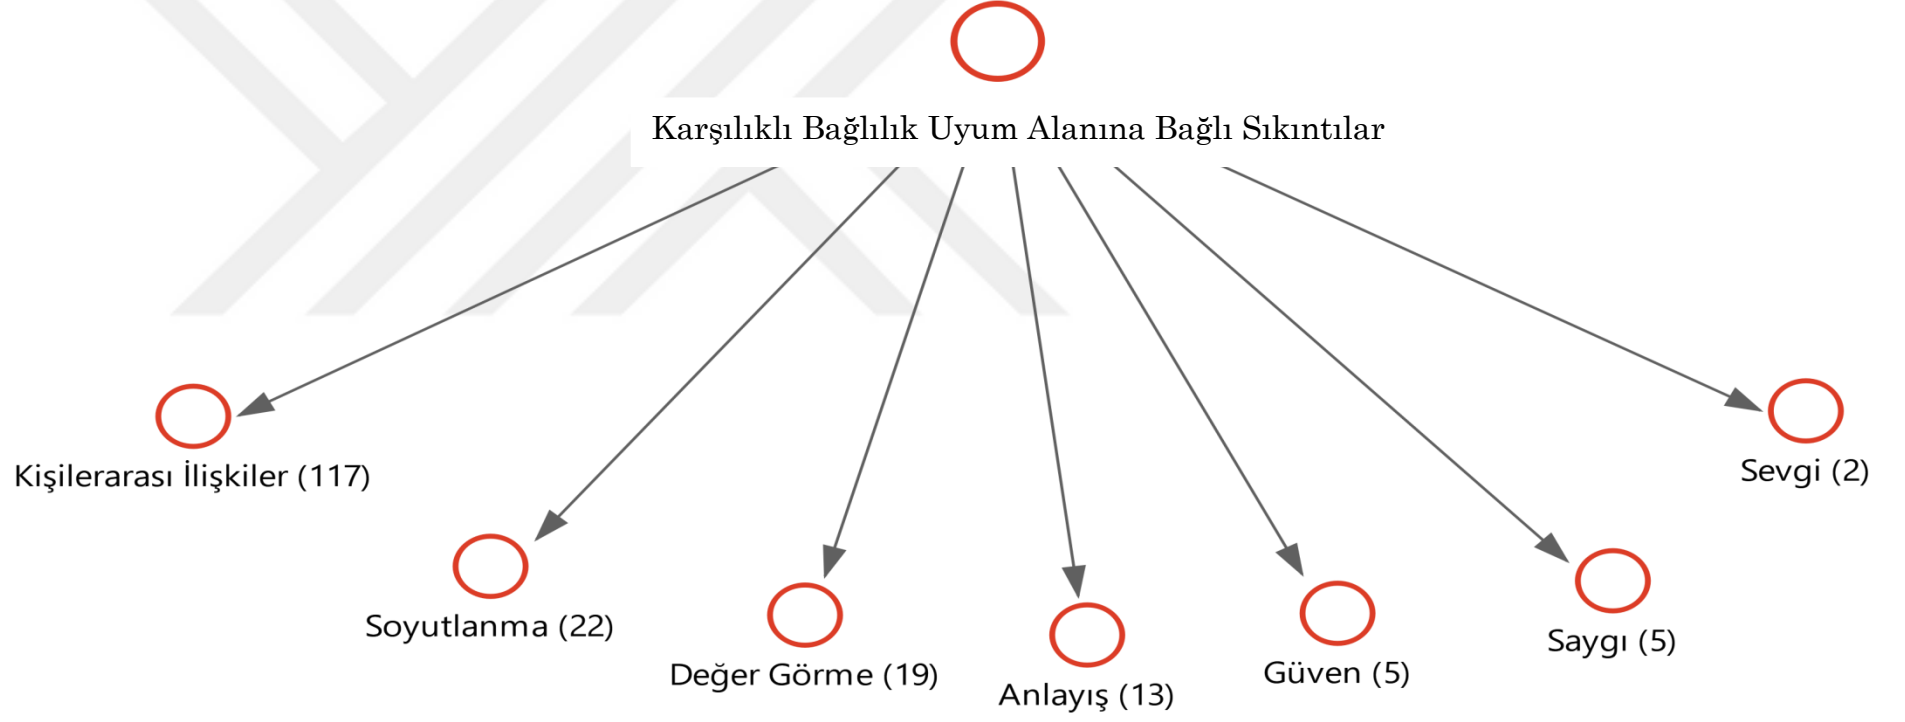 Karşılıklı Bağlılık Uyum Alanına Bağlı Sıkıntılar
Kişilerarası İlişkiler (117)
Soyutlanma (22)
Değer Görme (19)
Anlayış (13)
Güven (5)
Saygı (5)
Sevgi (2)